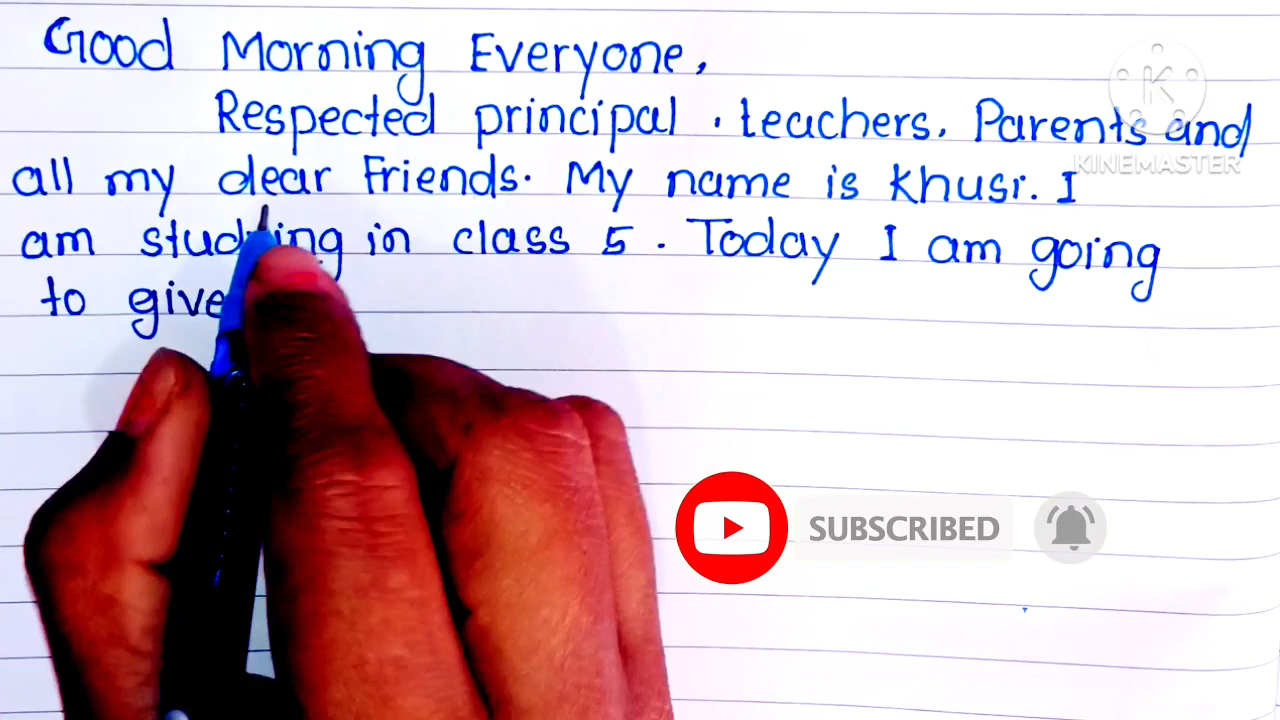 Good Morning Everyone,
Respected principal . teachers. Parents and
all my dear Friends. My name is Khusi. I
am studying in class 5 . Today I am going
to give
K
KINEMASTER
SUBSCRIBED